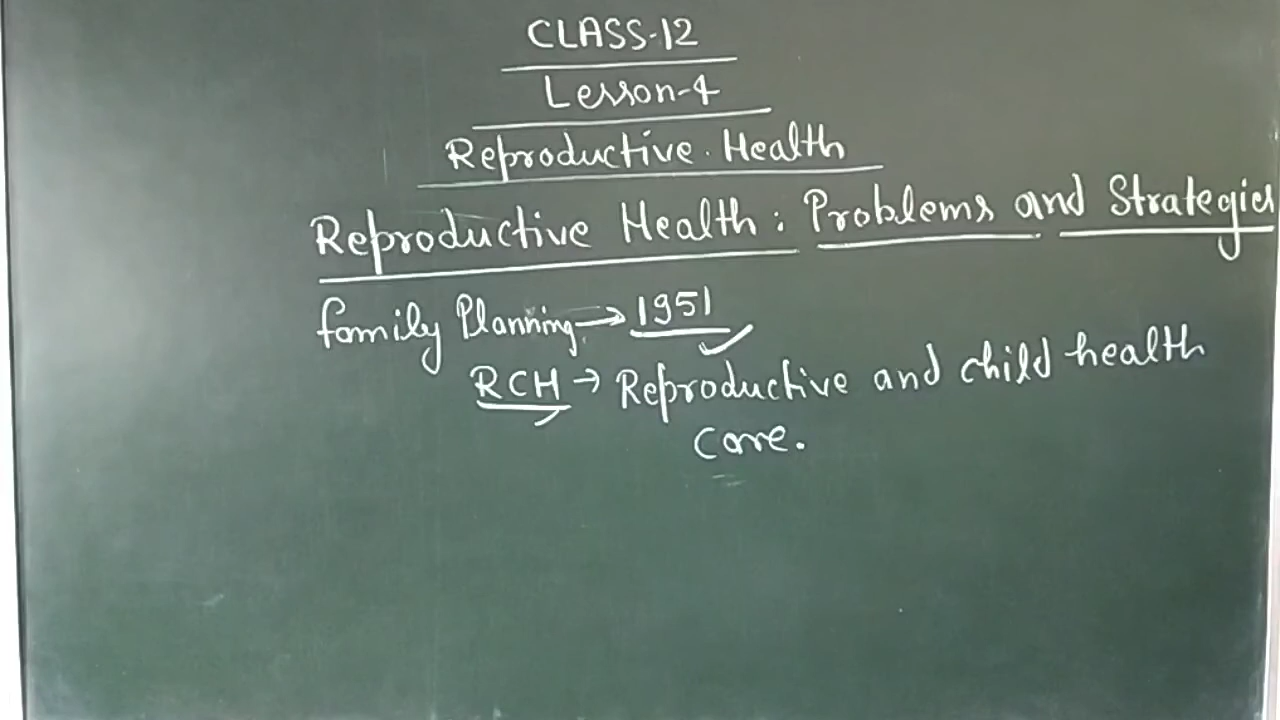 CLASS-12
Lesson-4
Reproductive. Health
Reproductive Health: Problems and Strategies
family Planning → 1951
RCH → Reproductive and child health
care.